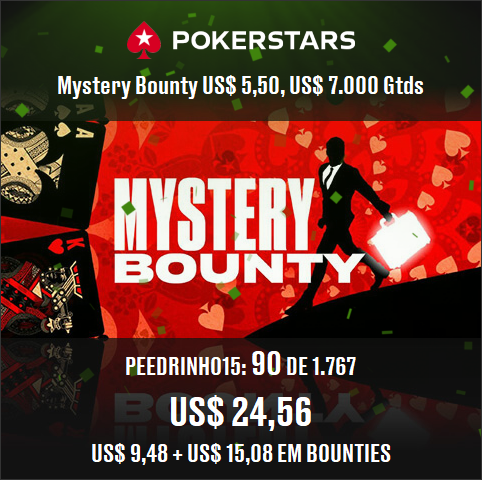 POKERSTARS
Mystery Bounty US$ 5,50, US$ 7.000 Gtds
A
A
K
MYSTERY
BOUNTY
PEEDRINHO15: 90 DE 1.767
US$ 24,56
US$ 9,48 + US$ 15,08 EM BOUNTIES